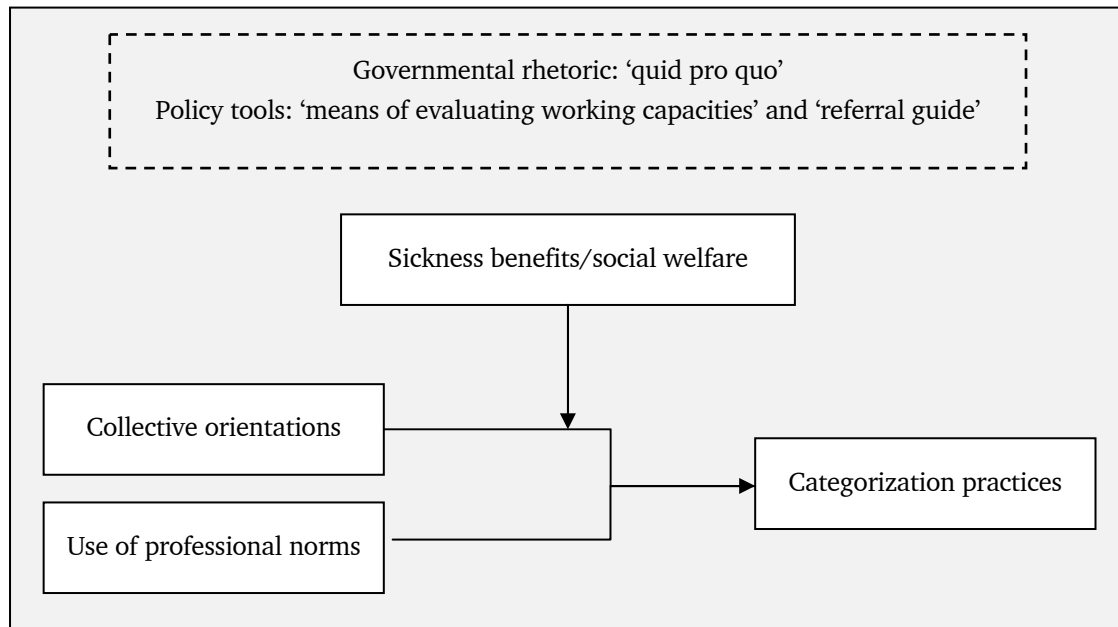 Governmental rhetoric: ‘quid pro quo’
Policy tools: ‘means of evaluating working capacities’ and ‘referral guide’
Sickness benefits/social welfare
Collective orientations
Categorization practices
Use of professional norms